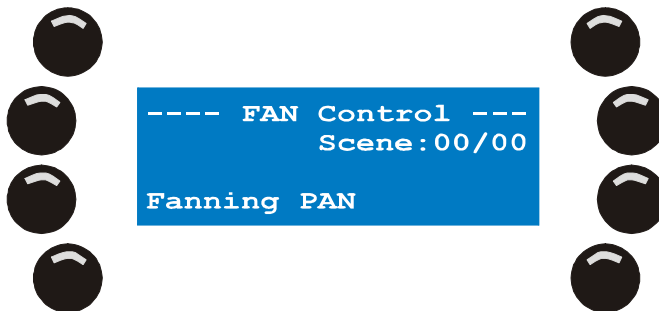 ---- FAN Control ---
Scene:00/00
Fanning PAN